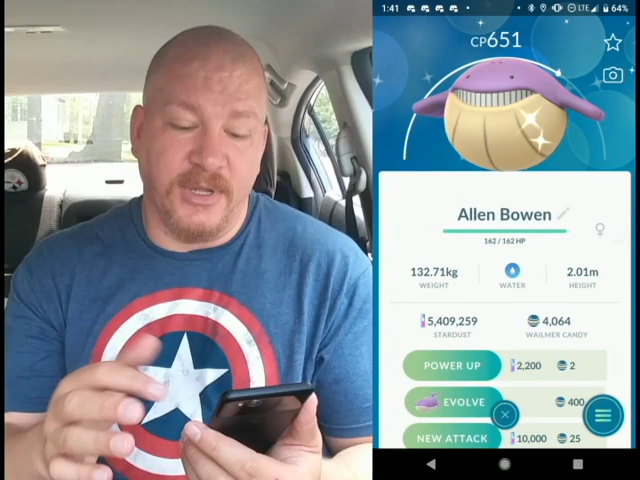 1:41
LTE
64%
CP651
Allen Bowen
162 / 162 HP
132.71kg
WEIGHT
WATER
2.01m
HEIGHT
5,409,259
STARDUST
4,064
WAILMER CANDY
POWER UP
2,200
2
EVOLVE
400
NEW ATTACK
10,000
25